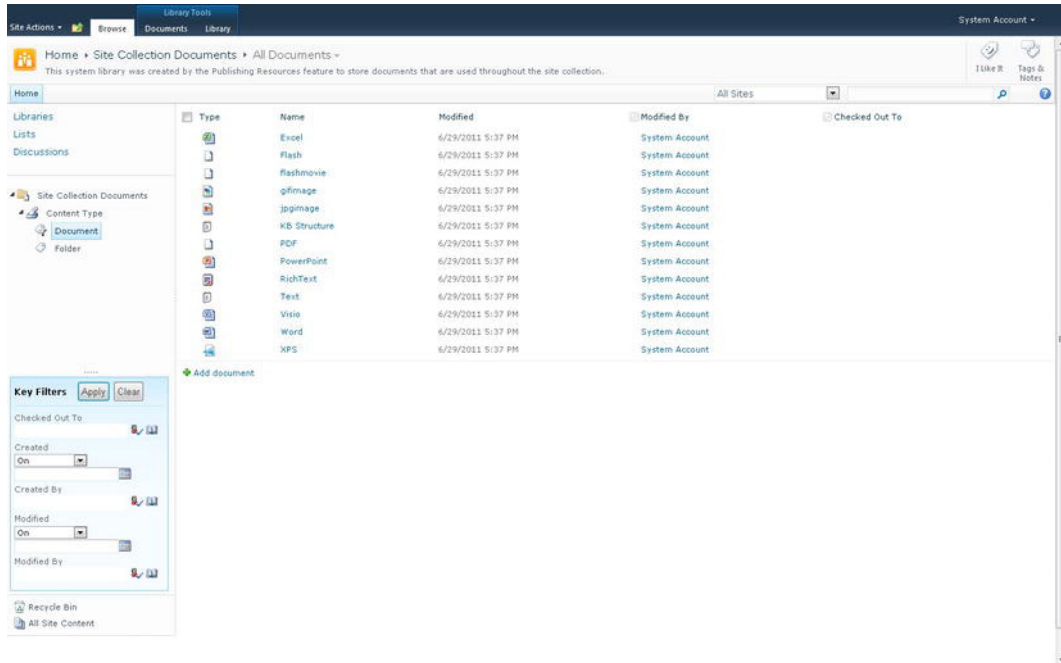 Library Tools
Site Actions Browse Documents Library System Account
Home Site Collection Documents All Documents
This system library was created by the Publishing Resources feature to store documents that are used throughout the site collection.
I Like It Tags & Notes
Home All Sites
Libraries
Lists
Discussions
Site Collection Documents
Content Type
Document
Folder
Type Name Modified Modified By Checked Out To
Excel 6/29/2011 5:37 PM System Account
Flash 6/29/2011 5:37 PM System Account
flashmovie 6/29/2011 5:37 PM System Account
gifimage 6/29/2011 5:37 PM System Account
jpgimage 6/29/2011 5:37 PM System Account
KB Structure 6/29/2011 5:37 PM System Account
PDF 6/29/2011 5:37 PM System Account
PowerPoint 6/29/2011 5:37 PM System Account
RichText 6/29/2011 5:37 PM System Account
Text 6/29/2011 5:37 PM System Account
Visio 6/29/2011 5:37 PM System Account
Word 6/29/2011 5:37 PM System Account
XPS 6/29/2011 5:37 PM System Account
Add document
Key Filters Apply Clear
Checked Out To
Created
On
Created By
Modified
On
Modified By
Recycle Bin
All Site Content